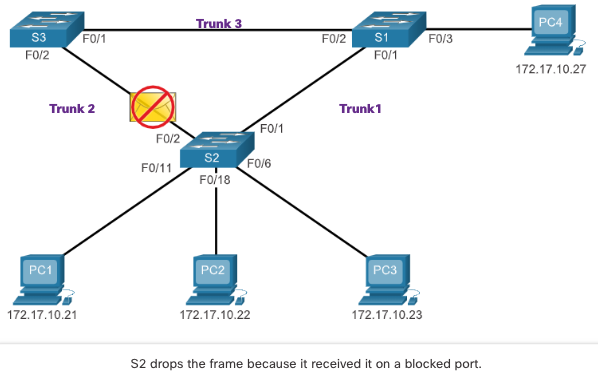 PC4
Trunk 3
S3
F0/1
F0/2
S1
F0/3
F0/2
F0/1
172.17.10.27
Trunk 2
Trunk1
F0/1
F0/2
S2
F0/11
F0/6
F0/18
PC1
PC2
PC3
172.17.10.21
172.17.10.22
172.17.10.23
S2 drops the frame because it received it on a blocked port.